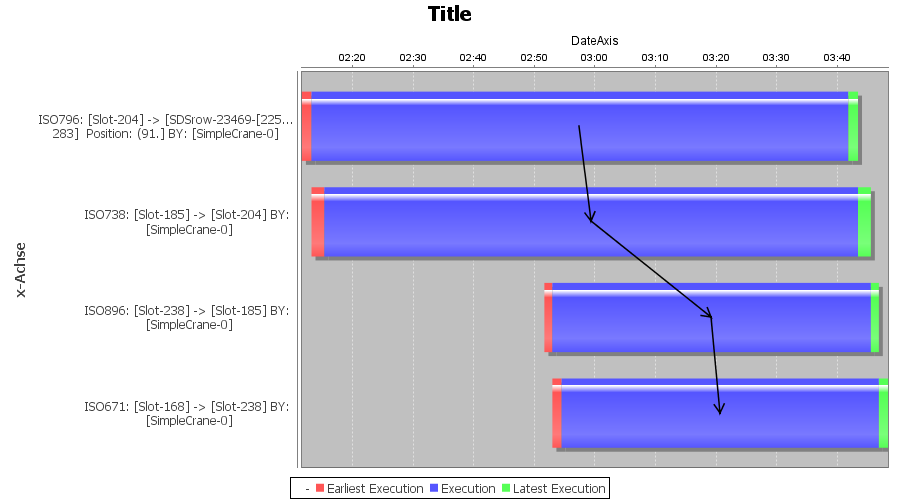 Title
DateAxis
02:20 02:30 02:40 02:50 03:00 03:10 03:20 03:30 03:40
ISO796: [Slot-204] -> [SDSrow-23469-[225...
283] Position: (91.] BY: [SimpleCrane-0]
ISO738: [Slot-185] -> [Slot-204] BY:
[SimpleCrane-0]
x-Achse
ISO896: [Slot-238] -> [Slot-185] BY:
[SimpleCrane-0]
ISO671: [Slot-168] -> [Slot-238] BY:
[SimpleCrane-0]
- Earliest Execution Execution Latest Execution